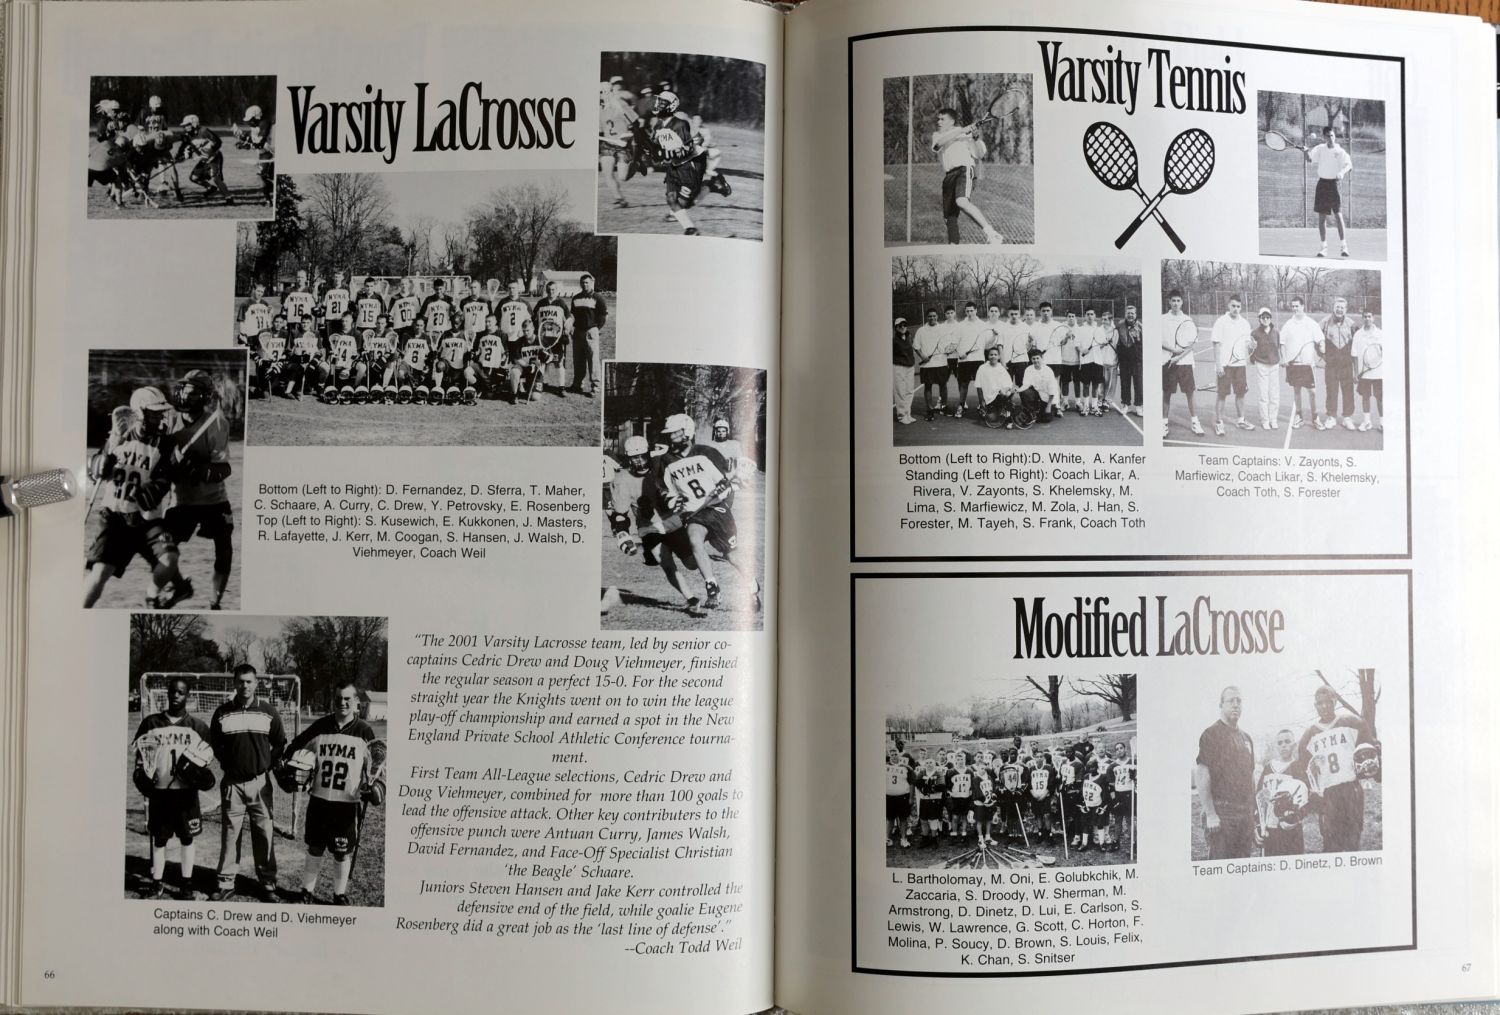 Varsity LaCrosse
Bottom (Left to Right): D. Fernandez, D. Sferra, T. Maher,
C. Schaare, A. Curry, C. Drew, Y. Petrovsky, E. Rosenberg
Top (Left to Right): S. Kusewich, E. Kukkonen, J. Masters,
R. Lafayette, J. Kerr, M. Coogan, S. Hansen, J. Walsh, D.
Viehmeyer, Coach Weil
"The 2001 Varsity Lacrosse team, led by senior co-
captains Cedric Drew and Doug Viehmeyer, finished
the regular season a perfect 15-0. For the second
straight year the Knights went on to win the league
play-off championship and earned a spot in the New
England Private School Athletic Conference tourna-
ment.
First Team All-League selections, Cedric Drew and
Doug Viehmeyer, combined for more than 100 goals to
lead the offensive attack. Other key contributers to the
offensive punch were Antuan Curry, James Walsh,
David Fernandez, and Face-Off Specialist Christian
'the Beagle' Schaare.
Juniors Steven Hansen and Jake Kerr controlled the
defensive end of the field, while goalie Eugene
Rosenberg did a great job as the 'last line of defense'."
--Coach Todd Weil
NYMA
22
NYMA
8
1
Captains C. Drew and D. Viehmeyer
along with Coach Weil
66
Varsity Tennis
Bottom (Left to Right):D. White, A. Kanfer
Standing (Left to Right): Coach Likar, A.
Rivera, V. Zayonts, S. Khelemsky, M.
Lima, S. Marfiewicz, M. Zola, J. Han, S.
Forester, M. Tayeh, S. Frank, Coach Toth
Team Captains: V. Zayonts, S.
Marfiewicz, Coach Likar, S. Khelemsky,
Coach Toth, S. Forester
Modified LaCrosse
L. Bartholomay, M. Oni, E. Golubkchik, M.
Zaccaria, S. Droody, W. Sherman, M.
Armstrong, D. Dinetz, D. Lui, E. Carlson, S.
Lewis, W. Lawrence, G. Scott, C. Horton, F.
Molina, P. Soucy, D. Brown, S. Louis, Felix,
K. Chan, S. Snitser
NYMA
8
Team Captains: D. Dinetz, D. Brown
67